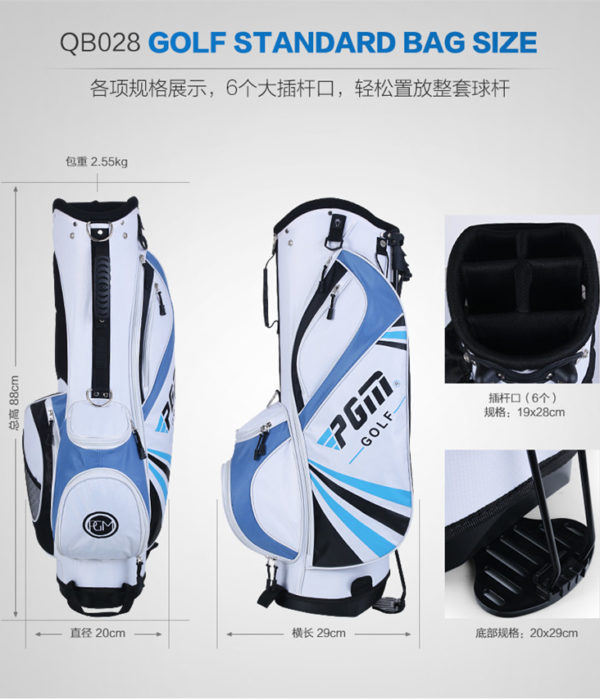 QB028 GOLF STANDARD BAG SIZE
各项规格展示，6个大插杆口，轻松置放整套球杆
包重 2.55kg
总高 88cm
PGM
PGM
® GOLF
插杆口（6个）
规格：19x28cm
直径 20cm
横长 29cm
底部规格：20x29cm